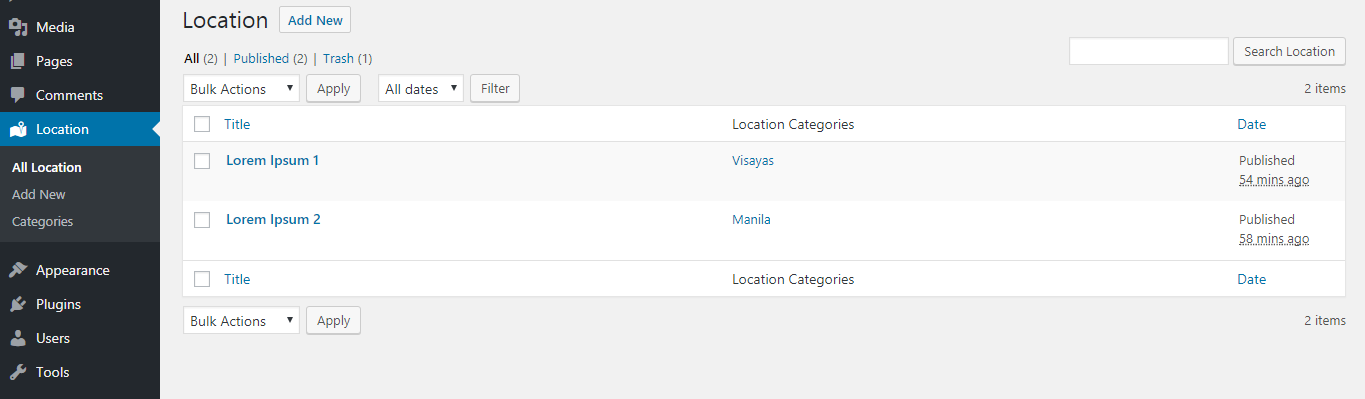 Media
Pages
Comments
Location
All Location
Add New
Categories
Appearance
Plugins
Users
Tools
Location Add New
All (2) | Published (2) | Trash (1)
Search Location
Bulk Actions Apply All dates Filter 2 items
Title Location Categories Date
Lorem Ipsum 1 Visayas Published
54 mins ago
Lorem Ipsum 2 Manila Published
58 mins ago
Title Location Categories Date
Bulk Actions Apply 2 items